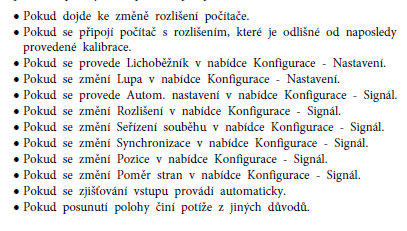 • Pokud dojde ke změně rozlišení počítače.
• Pokud se připojí počítač s rozlišením, které je odlišné od naposledy
provedené kalibrace.
• Pokud se provede Lichoběžník v nabídce Konfigurace - Nastavení.
• Pokud se změní Lupa v nabídce Konfigurace - Nastavení.
• Pokud se provede Autom. nastavení v nabídce Konfigurace - Signál.
• Pokud se změní Rozlišení v nabídce Konfigurace - Signál.
• Pokud se změní Seřízení souběhu v nabídce Konfigurace - Signál.
• Pokud se změní Synchronizace v nabídce Konfigurace - Signál.
• Pokud se změní Pozice v nabídce Konfigurace - Signál.
• Pokud se změní Poměr stran v nabídce Konfigurace - Signál.
• Pokud se zjišťování vstupu provádí automaticky.
• Pokud posunutí polohy činí potíže z jiných důvodů.